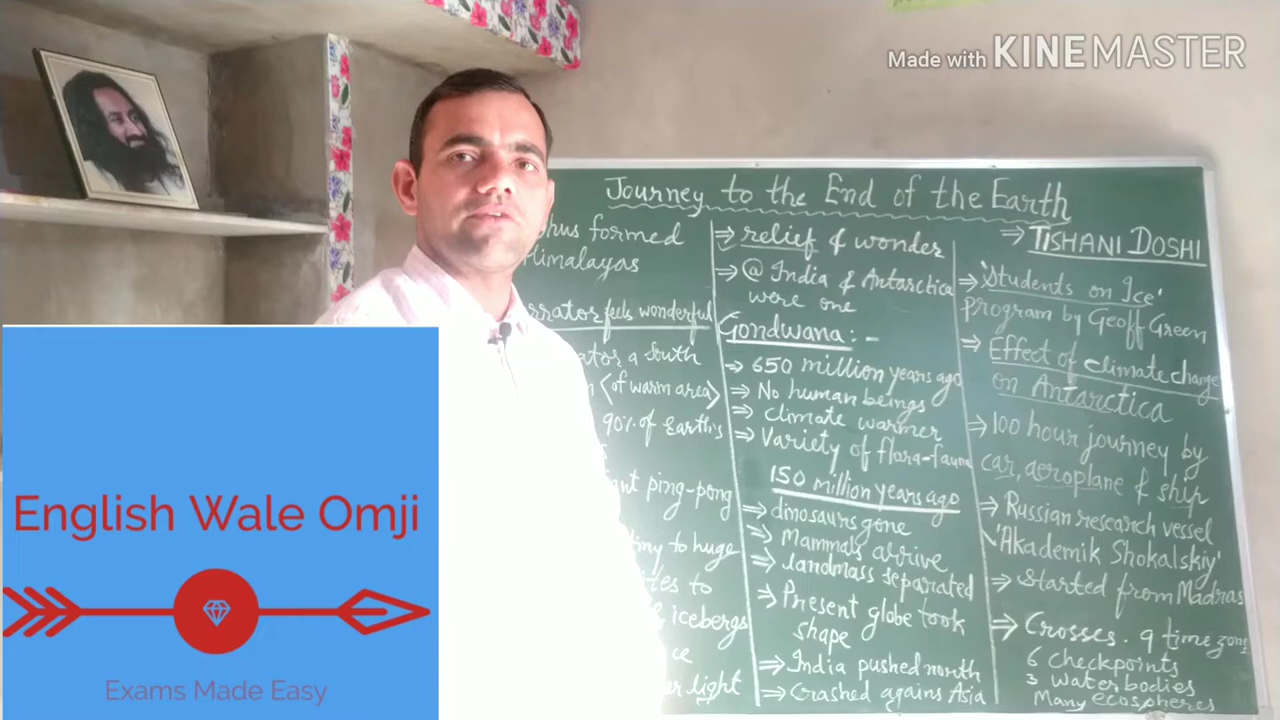 Made with KINEMASTER
Journey to the End of the Earth
⇒ TISHANI DOSHI
⇒ 'Students on Ice'
program by Geoff Green
⇒ Effect of climate change
on Antarctica
⇒ 100 hour journey by
car, aeroplane & ship
⇒ Russian research vessel
'Akademik Shokalskiy'
⇒ Started from Madras
⇒ Crosses. 9 time zones
6 Checkpoints
3 Water bodies
Many ecospheres
⇒ relief & wonder
⇒ @ India & Antarctica
were one
Gondwana: -
⇒ 650 million years ago
⇒ No human beings
⇒ Climate warmer
⇒ Variety of flora-fauna
150 million years ago
⇒ dinosaurs gone
⇒ Mammals arrive
⇒ landmass separated
⇒ Present globe took
shape
⇒ India pushed north
⇒ Crashed agains Asia
formed
Himalayas
feels wonderful
a South
<of warm area>
90% of Earth's
ping-pong
tiny to huge
to
icebergs
light
English Wale Omji
Exams Made Easy